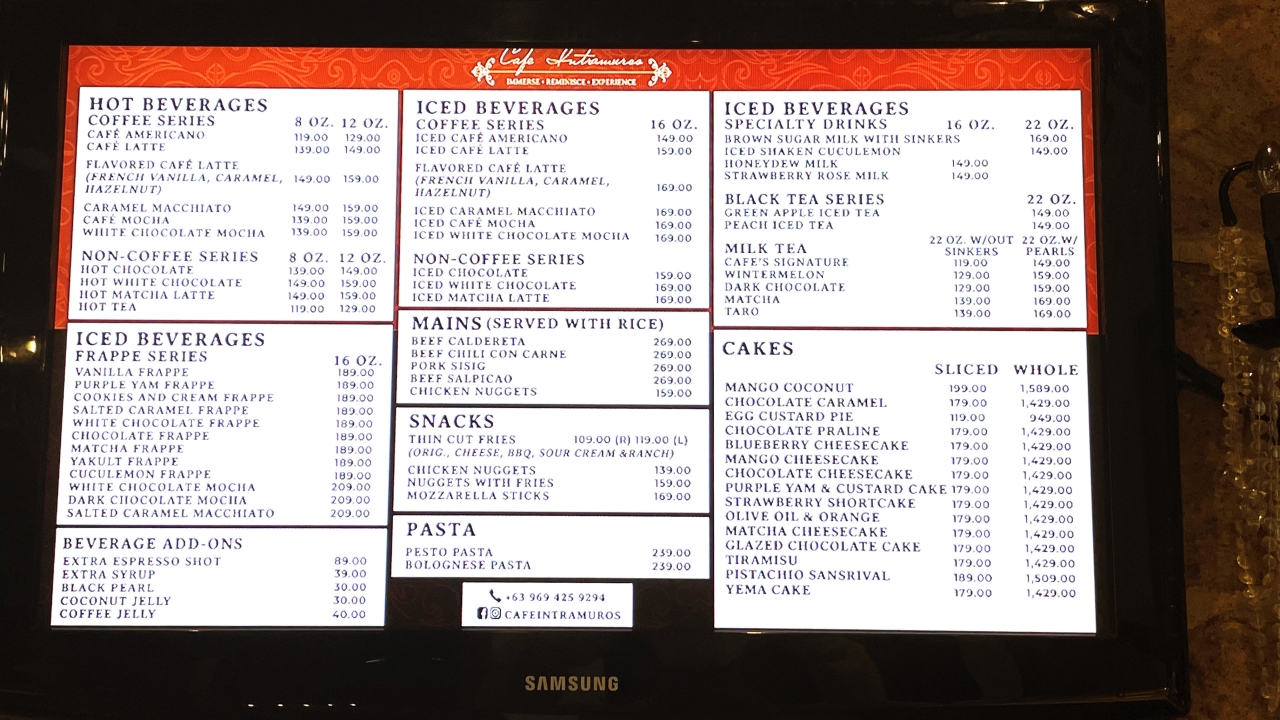 Cafe Intramuros
IMMERSE • REMINISCE • EXPERIENCE
HOT BEVERAGES
COFFEE SERIES 8 OZ. 12 OZ.
CAFÉ AMERICANO 119.00 129.00
CAFÉ LATTE 139.00 149.00
FLAVORED CAFÉ LATTE
(FRENCH VANILLA, CARAMEL, 149.00 159.00
HAZELNUT)
CARAMEL MACCHIATO 149.00 159.00
CAFÉ MOCHA 139.00 159.00
WHITE CHOCOLATE MOCHA 139.00 159.00
NON-COFFEE SERIES 8 OZ. 12 OZ.
HOT CHOCOLATE 139.00 149.00
HOT WHITE CHOCOLATE 149.00 159.00
HOT MATCHA LATTE 149.00 159.00
HOT TEA 119.00 129.00
ICED BEVERAGES
FRAPPE SERIES 16 OZ.
VANILLA FRAPPE 189.00
PURPLE YAM FRAPPE 189.00
COOKIES AND CREAM FRAPPE 189.00
SALTED CARAMEL FRAPPE 189.00
WHITE CHOCOLATE FRAPPE 189.00
CHOCOLATE FRAPPE 189.00
MATCHA FRAPPE 189.00
YAKULT FRAPPE 189.00
CUCULEMON FRAPPE 189.00
WHITE CHOCOLATE MOCHA 209.00
DARK CHOCOLATE MOCHA 209.00
SALTED CARAMEL MACCHIATO 209.00
BEVERAGE ADD-ONS
EXTRA ESPRESSO SHOT 89.00
EXTRA SYRUP 39.00
BLACK PEARL 30.00
COCONUT JELLY 30.00
COFFEE JELLY 40.00
ICED BEVERAGES
COFFEE SERIES 16 OZ.
ICED CAFÉ AMERICANO 149.00
ICED CAFÉ LATTE 159.00
FLAVORED CAFÉ LATTE
(FRENCH VANILLA, CARAMEL, 169.00
HAZELNUT)
ICED CARAMEL MACCHIATO 169.00
ICED CAFÉ MOCHA 169.00
ICED WHITE CHOCOLATE MOCHA 169.00
NON-COFFEE SERIES
ICED CHOCOLATE 159.00
ICED WHITE CHOCOLATE 169.00
ICED MATCHA LATTE 169.00
MAINS (SERVED WITH RICE)
BEEF CALDERETA 269.00
BEEF CHILI CON CARNE 269.00
PORK SISIG 269.00
BEEF SALPICAO 269.00
CHICKEN NUGGETS 159.00
SNACKS
THIN CUT FRIES 109.00 (R) 119.00 (L)
(ORIG., CHEESE, BBQ, SOUR CREAM &RANCH)
CHICKEN NUGGETS 139.00
NUGGETS WITH FRIES 159.00
MOZZARELLA STICKS 169.00
PASTA
PESTO PASTA 239.00
BOLOGNESE PASTA 239.00
+63 969 425 9294
CAFEINTRAMUROS
ICED BEVERAGES
SPECIALTY DRINKS 16 OZ. 22 OZ.
BROWN SUGAR MILK WITH SINKERS 169.00
ICED SHAKEN CUCULEMON 149.00
HONEYDEW MILK 149.00
STRAWBERRY ROSE MILK 149.00
BLACK TEA SERIES 22 OZ.
GREEN APPLE ICED TEA 149.00
PEACH ICED TEA 149.00
MILK TEA 22 OZ. W/OUT SINKERS 22 OZ.W/ PEARLS
CAFE'S SIGNATURE 119.00 149.00
WINTERMELON 129.00 159.00
DARK CHOCOLATE 129.00 159.00
MATCHA 139.00 169.00
TARO 139.00 169.00
CAKES
SLICED WHOLE
MANGO COCONUT 199.00 1,589.00
CHOCOLATE CARAMEL 179.00 1,429.00
EGG CUSTARD PIE 119.00 949.00
CHOCOLATE PRALINE 179.00 1,429.00
BLUEBERRY CHEESECAKE 179.00 1,429.00
MANGO CHEESECAKE 179.00 1,429.00
CHOCOLATE CHEESECAKE 179.00 1,429.00
PURPLE YAM & CUSTARD CAKE 179.00 1,429.00
STRAWBERRY SHORTCAKE 179.00 1,429.00
OLIVE OIL & ORANGE 179.00 1,429.00
MATCHA CHEESECAKE 179.00 1,429.00
GLAZED CHOCOLATE CAKE 179.00 1,429.00
TIRAMISU 179.00 1,429.00
PISTACHIO SANSRIVAL 189.00 1,509.00
YEMA CAKE 179.00 1,429.00
SAMSUNG